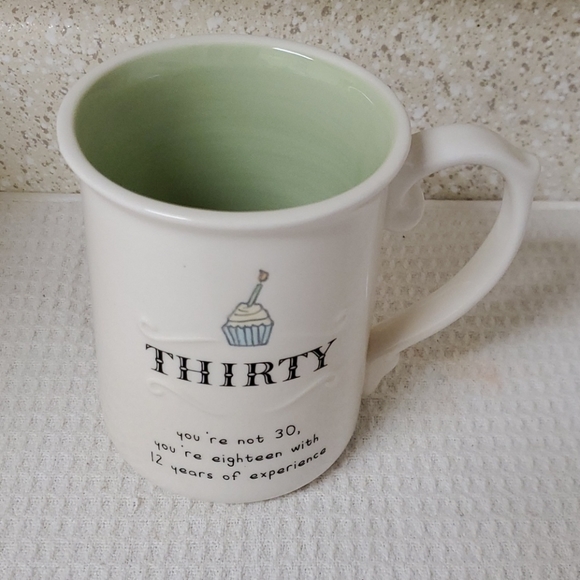 THIRTY
you're not 30,
you're eighteen with
12 years of experience